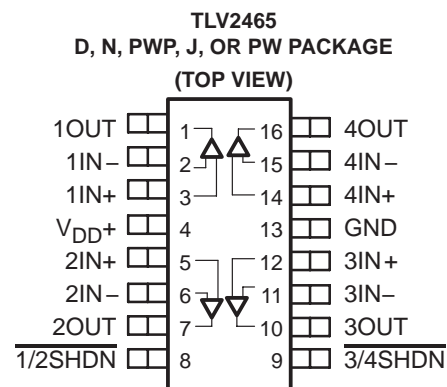 TLV2465
D, N, PWP, J, OR PW PACKAGE
(TOP VIEW)
1OUT 1 16 4OUT
1IN− 2 15 4IN−
1IN+ 3 14 4IN+
VDD+ 4 13 GND
2IN+ 5 12 3IN+
2IN− 6 11 3IN−
2OUT 7 10 3OUT
1/2SHDN 8 9 3/4SHDN